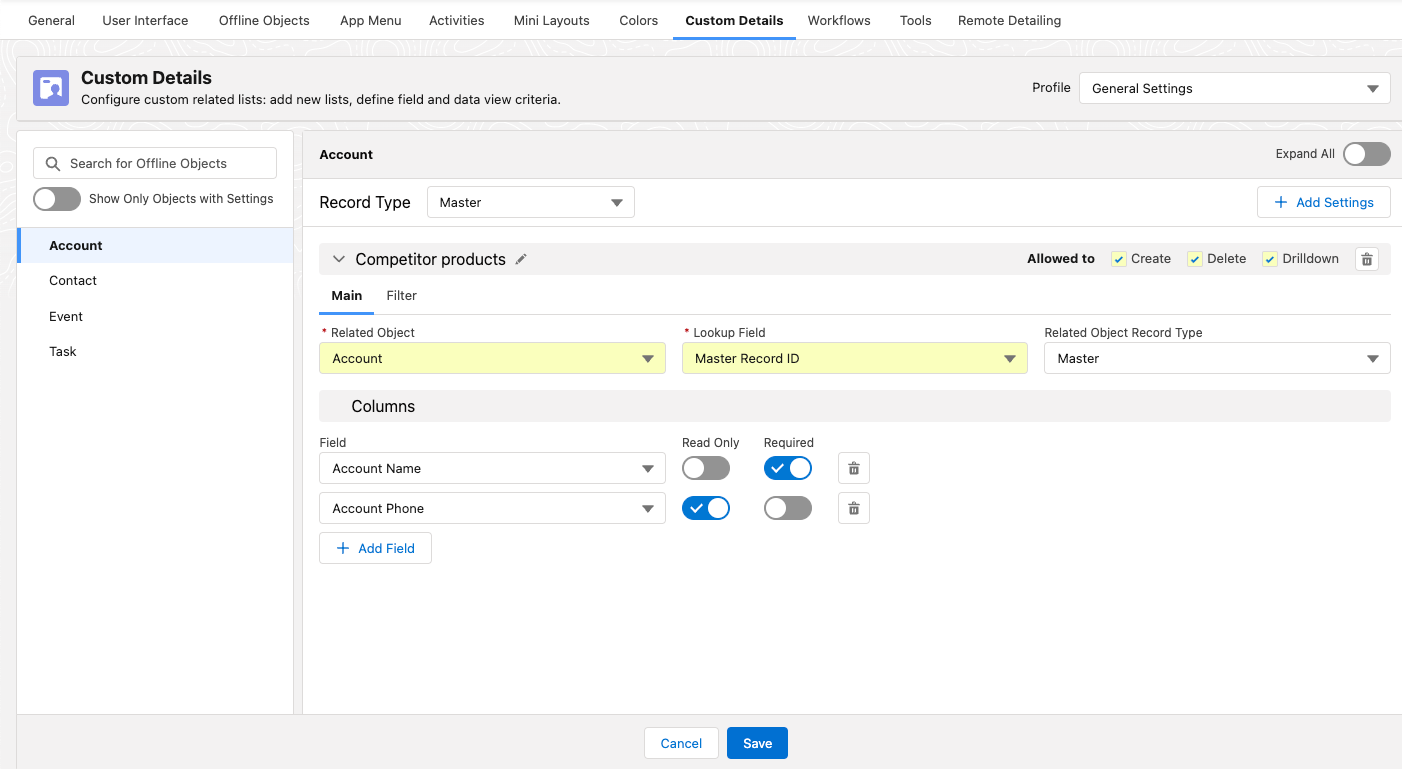 General User Interface Offline Objects App Menu Activities Mini Layouts Colors Custom Details Workflows Tools Remote Detailing
Custom Details
Configure custom related lists: add new lists, define field and data view criteria.
Profile General Settings
Search for Offline Objects
Show Only Objects with Settings
Account
Contact
Event
Task
Account
Expand All
Record Type Master
Add Settings
Competitor products
Allowed to Create Delete Drilldown
Main Filter
* Related Object * Lookup Field Related Object Record Type
Account Master Record ID Master
Columns
Field Read Only Required
Account Name
Account Phone
Add Field
Cancel Save